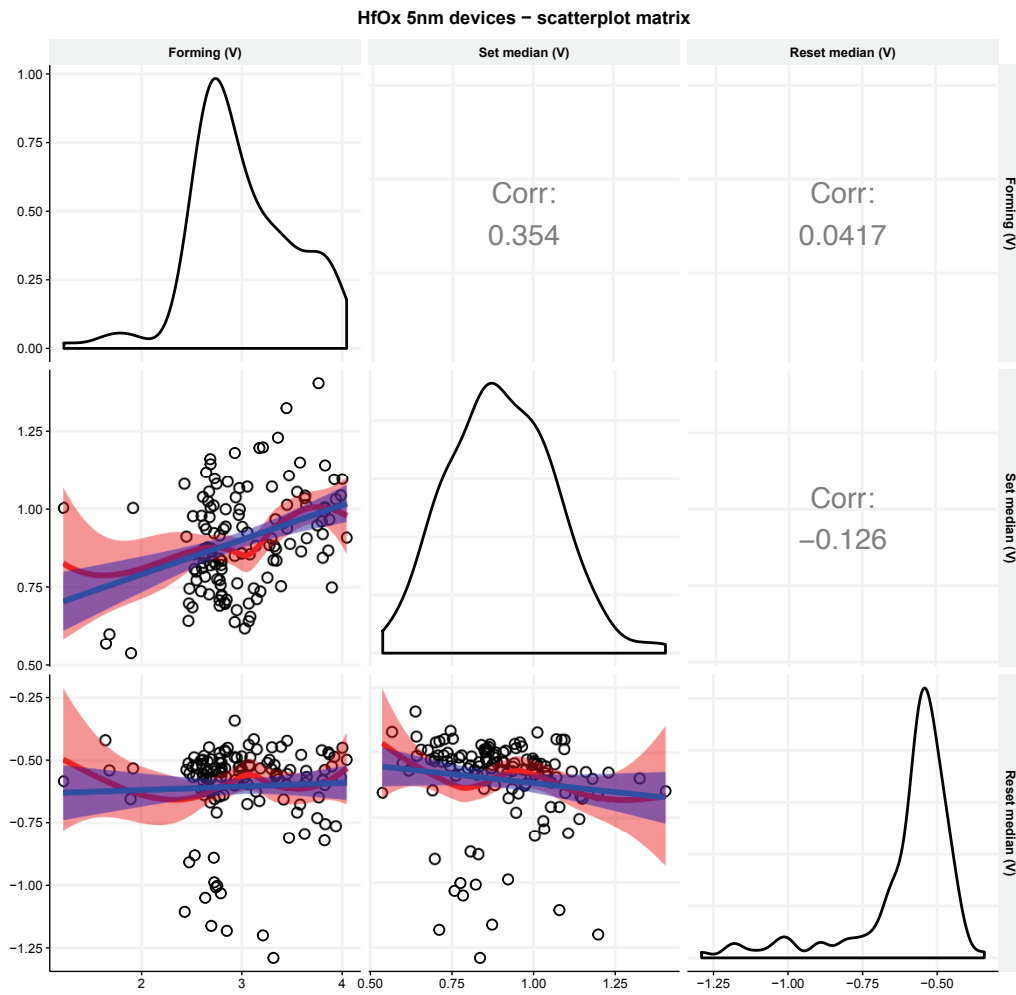 HfOx 5nm devices − scatterplot matrix
Forming (V)
Set median (V)
Reset median (V)
1.00
0.75
0.50
0.25
0.00
Corr:
0.354
Corr:
0.0417
Forming (V)
1.25
1.00
0.75
0.50
Corr:
−0.126
Set median (V)
−0.25
−0.50
−0.75
−1.00
−1.25
Reset median (V)
2
3
4
0.50
0.75
1.00
1.25
−1.25
−1.00
−0.75
−0.50